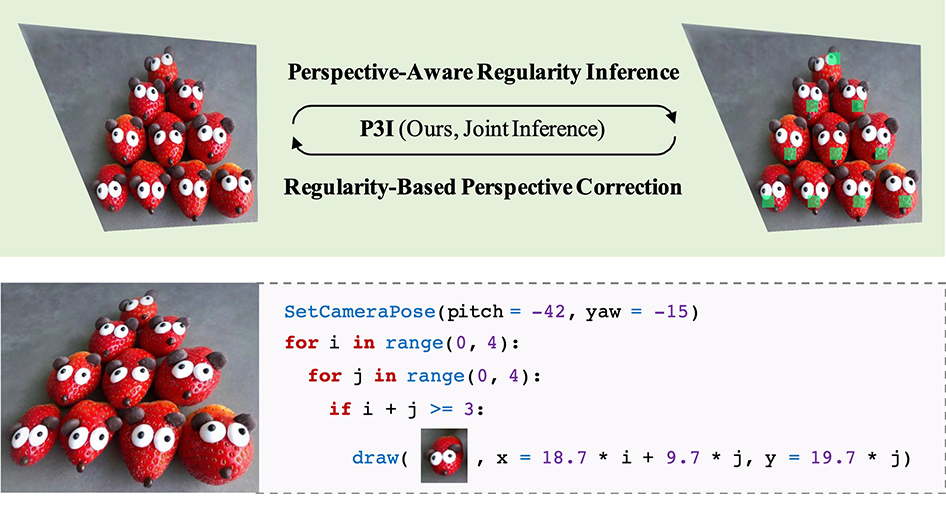 Perspective-Aware Regularity Inference
P3I (Ours, Joint Inference)
Regularity-Based Perspective Correction
SetCameraPose(pitch = -42, yaw = -15)
for i in range(0, 4):
for j in range(0, 4):
if i + j >= 3:
draw( , x = 18.7 * i + 9.7 * j, y = 19.7 * j)